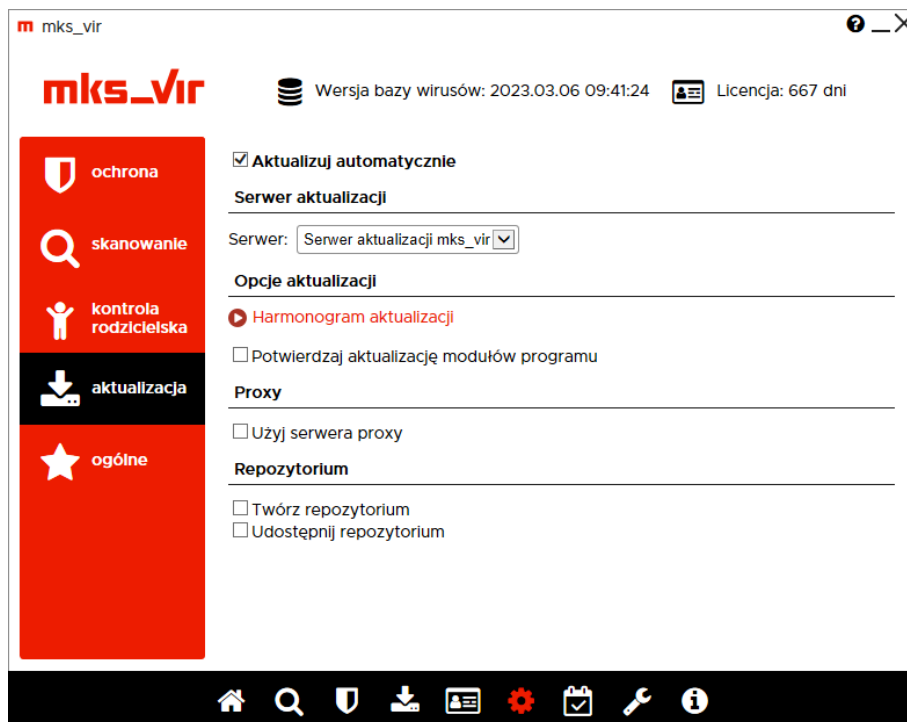 m mks_vir
mks_vir
Wersja bazy wirusów: 2023.03.06 09:41:24
Licencja: 667 dni
ochrona
skanowanie
kontrola
rodzicielska
aktualizacja
ogólne
Aktualizuj automatycznie
Serwer aktualizacji
Serwer: Serwer aktualizacji mks_vir
Opcje aktualizacji
Harmonogram aktualizacji
Potwierdzaj aktualizację modułów programu
Proxy
Użyj serwera proxy
Repozytorium
Twórz repozytorium
Udostępnij repozytorium